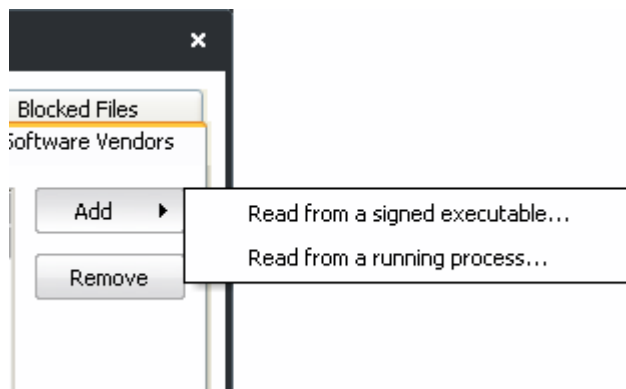 Blocked Files
Software Vendors
Add
Read from a signed executable...
Read from a running process...
Remove